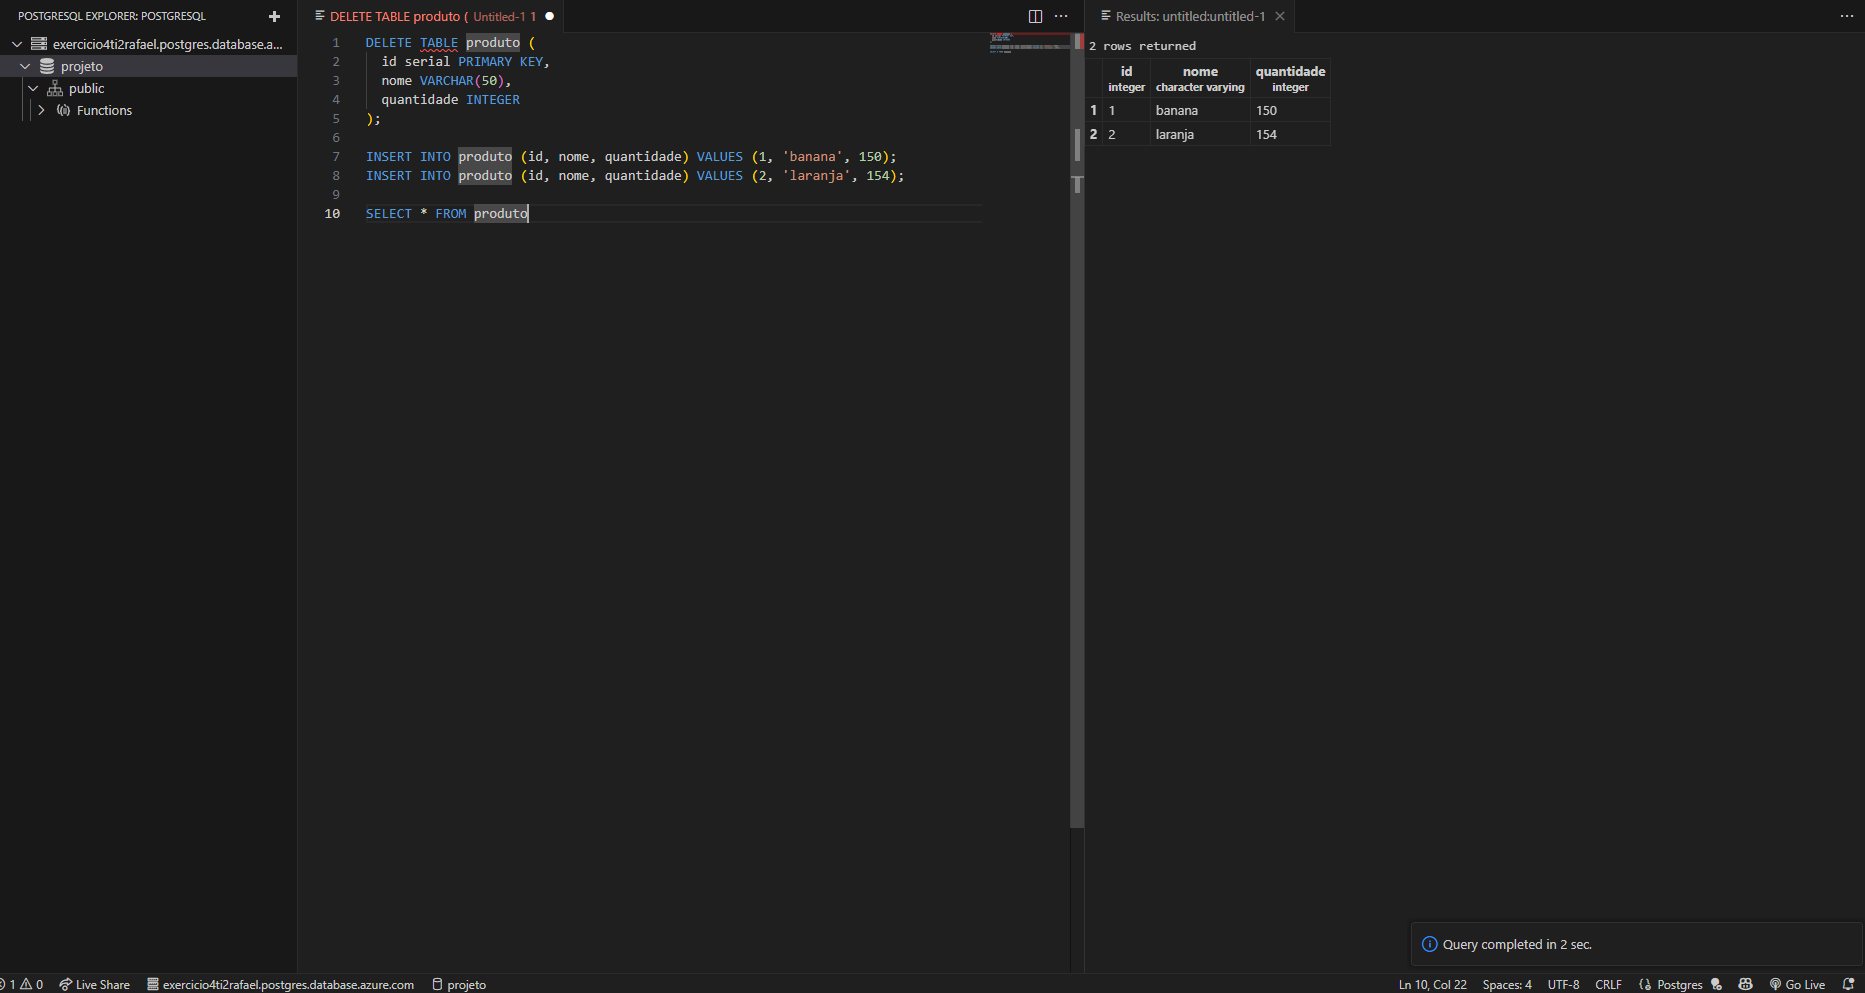 POSTGRESQL EXPLORER: POSTGRESQL
exercicio4ti2rafael.postgres.database.a...
projeto
public
Functions
DELETE TABLE produto ( Untitled-1 1
1 DELETE TABLE produto (
2 id serial PRIMARY KEY,
3 nome VARCHAR(50),
4 quantidade INTEGER
5 );
6
7 INSERT INTO produto (id, nome, quantidade) VALUES (1, 'banana', 150);
8 INSERT INTO produto (id, nome, quantidade) VALUES (2, 'laranja', 154);
9
10 SELECT * FROM produto
Results: untitled:untitled-1
2 rows returned
id nome quantidade
integer character varying integer
1 1 banana 150
2 2 laranja 154
Query completed in 2 sec.
1 0 Live Share exercicio4ti2rafael.postgres.database.azure.com projeto Ln 10, Col 22 Spaces: 4 UTF-8 CRLF Postgres Go Live